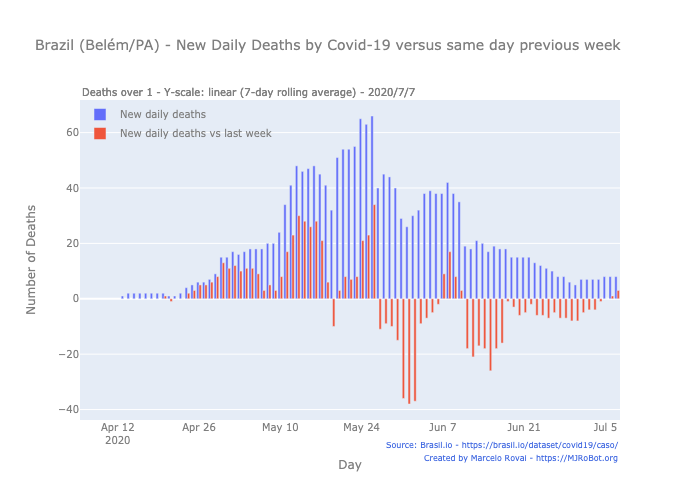 Brazil (Belém/PA) - New Daily Deaths by Covid-19 versus same day previous week
Deaths over 1 - Y-scale: linear (7-day rolling average) - 2020/7/7
New daily deaths
New daily deaths vs last week
60
40
20
0
−20
−40
Number of Deaths
Apr 12
2020
Apr 26
May 10
May 24
Jun 7
Jun 21
Jul 5
Day
Source: Brasil.io - https://brasil.io/dataset/covid19/caso/
Created by Marcelo Rovai - https://MJRoBot.org